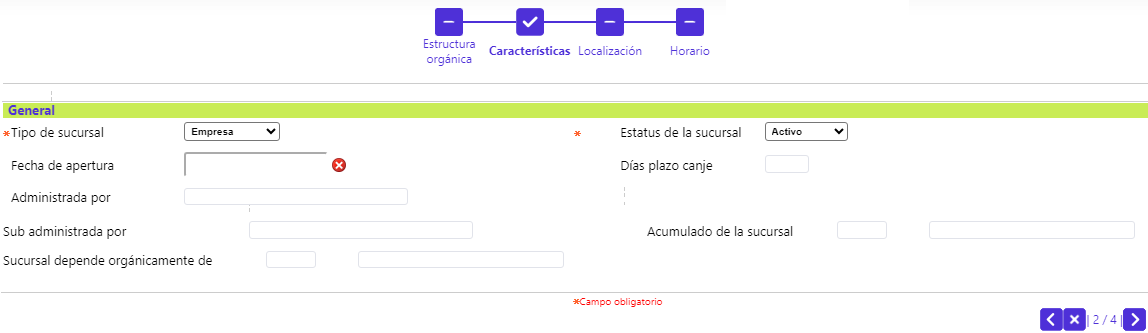 Estructura orgánica
Características
Localización
Horario
General
*Tipo de sucursal
Empresa
* Estatus de la sucursal
Activo
Fecha de apertura
Días plazo canje
Administrada por
Sub administrada por
Acumulado de la sucursal
Sucursal depende orgánicamente de
*Campo obligatorio
| 2 / 4 |